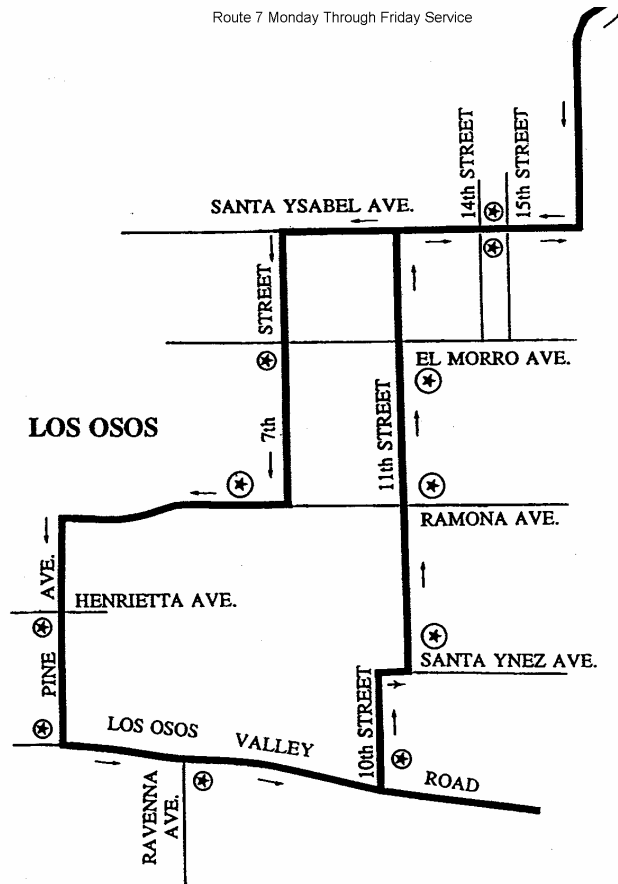 Route 7 Monday Through Friday Service
14th STREET
15th STREET
SANTA YSABEL AVE.
7th STREET
EL MORRO AVE.
11th STREET
LOS OSOS
RAMONA AVE.
PINE AVE.
HENRIETTA AVE.
SANTA YNEZ AVE.
10th STREET
LOS OSOS VALLEY ROAD
RAVENNA
AVE.